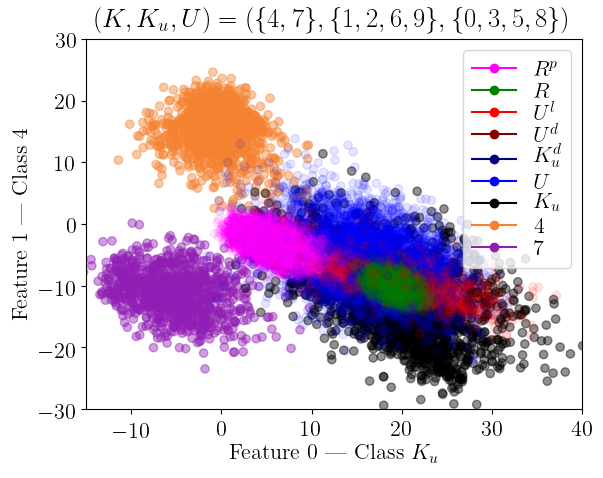 (K, K_u, U) = ({4, 7}, {1, 2, 6, 9}, {0, 3, 5, 8})
30
20
10
0
−10
−20
−30
Feature 1 — Class 4
R^p
R
U^l
U^d
K_u^d
U
K_u
4
7
−10
0
10
20
30
40
Feature 0 — Class K_u